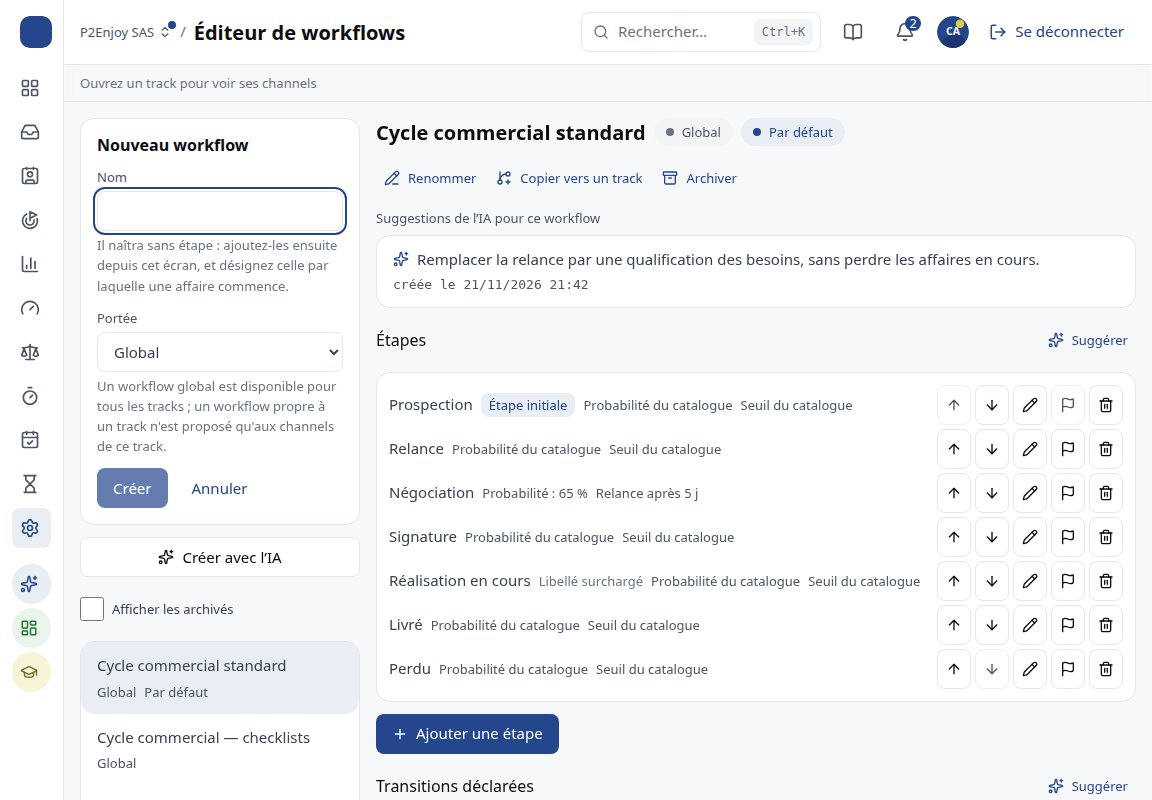 P2Enjoy SAS / Éditeur de workflows
Rechercher... Ctrl+K
2
CA
Se déconnecter
Ouvrez un track pour voir ses channels
Nouveau workflow
Nom
Il naîtra sans étape : ajoutez-les ensuite
depuis cet écran, et désignez celle par
laquelle une affaire commence.
Portée
Global
Un workflow global est disponible pour
tous les tracks ; un workflow propre à
un track n'est proposé qu'aux channels
de ce track.
Créer Annuler
Créer avec l’IA
Afficher les archivés
Cycle commercial standard
Global Par défaut
Cycle commercial — checklists
Global
Cycle commercial standard Global Par défaut
Renommer Copier vers un track Archiver
Suggestions de l’IA pour ce workflow
Remplacer la relance par une qualification des besoins, sans perdre les affaires en cours.
créée le 21/11/2026 21:42
Étapes Suggérer
Prospection Étape initiale Probabilité du catalogue Seuil du catalogue
Relance Probabilité du catalogue Seuil du catalogue
Négociation Probabilité : 65 % Relance après 5 j
Signature Probabilité du catalogue Seuil du catalogue
Réalisation en cours Libellé surchargé Probabilité du catalogue Seuil du catalogue
Livré Probabilité du catalogue Seuil du catalogue
Perdu Probabilité du catalogue Seuil du catalogue
Ajouter une étape
Transitions déclarées Suggérer